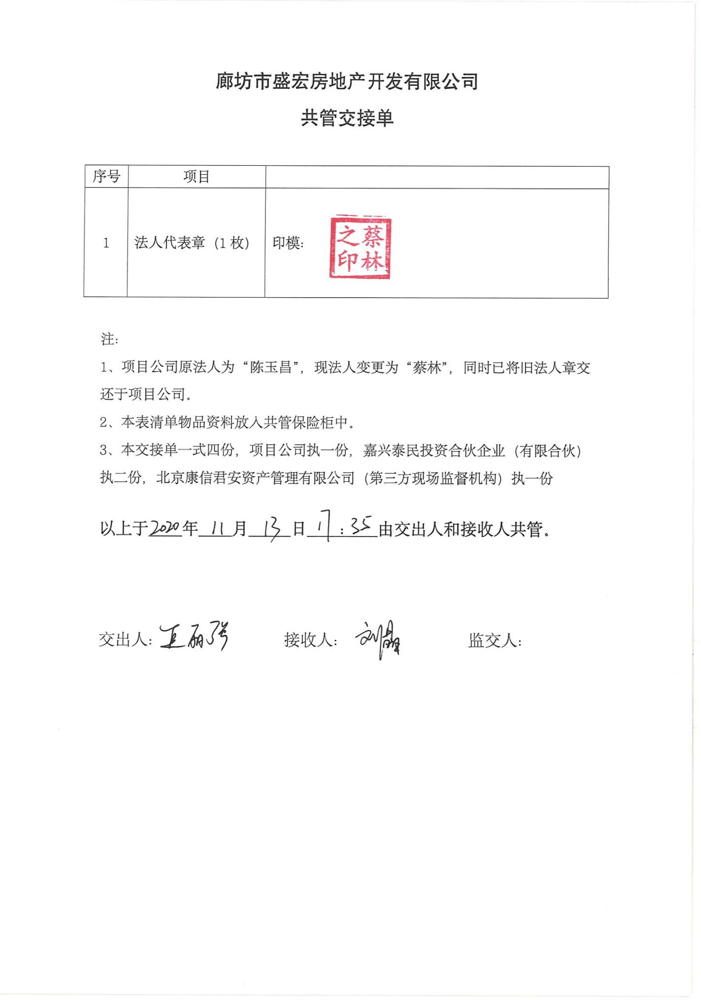 廊坊市盛宏房地产开发有限公司
共管交接单
序号 项目
1 法人代表章（1枚） 印模：
蔡林之印
注：
1、项目公司原法人为“陈玉昌”，现法人变更为“蔡林”，同时已将旧法人章交
还于项目公司。
2、本表清单物品资料放入共管保险柜中。
3、本交接单一式四份，项目公司执一份，嘉兴泰民投资合伙企业（有限合伙）
执二份，北京康信君安资产管理有限公司（第三方现场监督机构）执一份
以上于2020年11月13日17:35由交出人和接收人共管。
交出人：王丽强 接收人：刘晶 监交人：